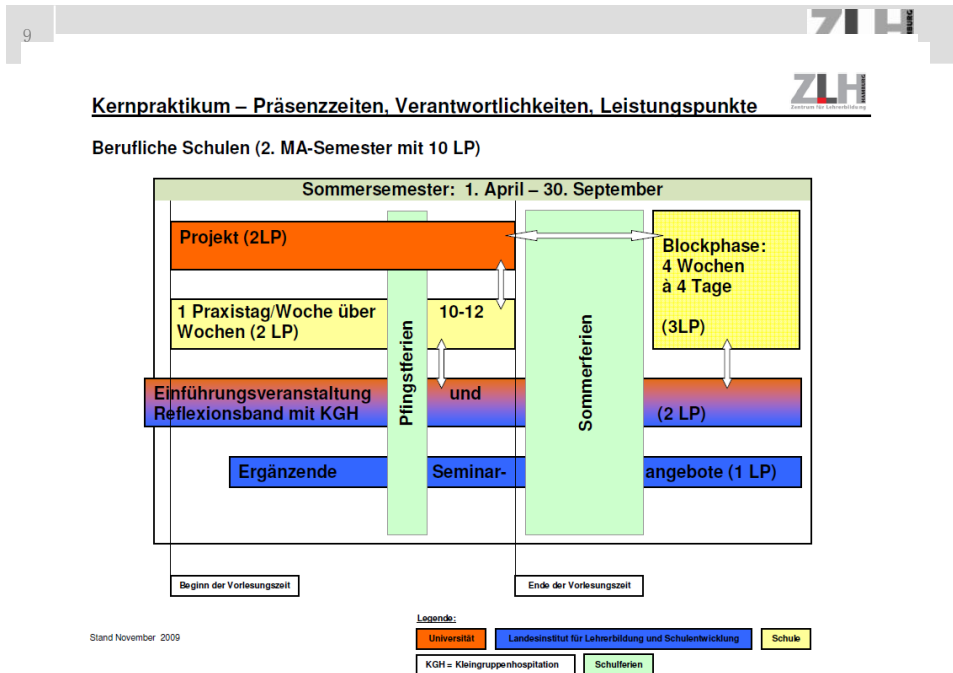 9
ZLH
ZLH
HAMBURG
Zentrum für Lehrerbildung
Kernpraktikum – Präsenzzeiten, Verantwortlichkeiten, Leistungspunkte
Berufliche Schulen (2. MA-Semester mit 10 LP)
Sommersemester: 1. April – 30. September
Projekt (2LP)
Blockphase:
4 Wochen
à 4 Tage
(3LP)
1 Praxistag/Woche über 10-12
Wochen (2 LP)
Pfingstferien
Sommerferien
Einführungsveranstaltung und
Reflexionsband mit KGH (2 LP)
Ergänzende Seminar- angebote (1 LP)
Beginn der Vorlesungszeit
Ende der Vorlesungszeit
Stand November 2009
Legende:
Universität
Landesinstitut für Lehrerbildung und Schulentwicklung
Schule
KGH = Kleingruppenhospitation
Schulferien